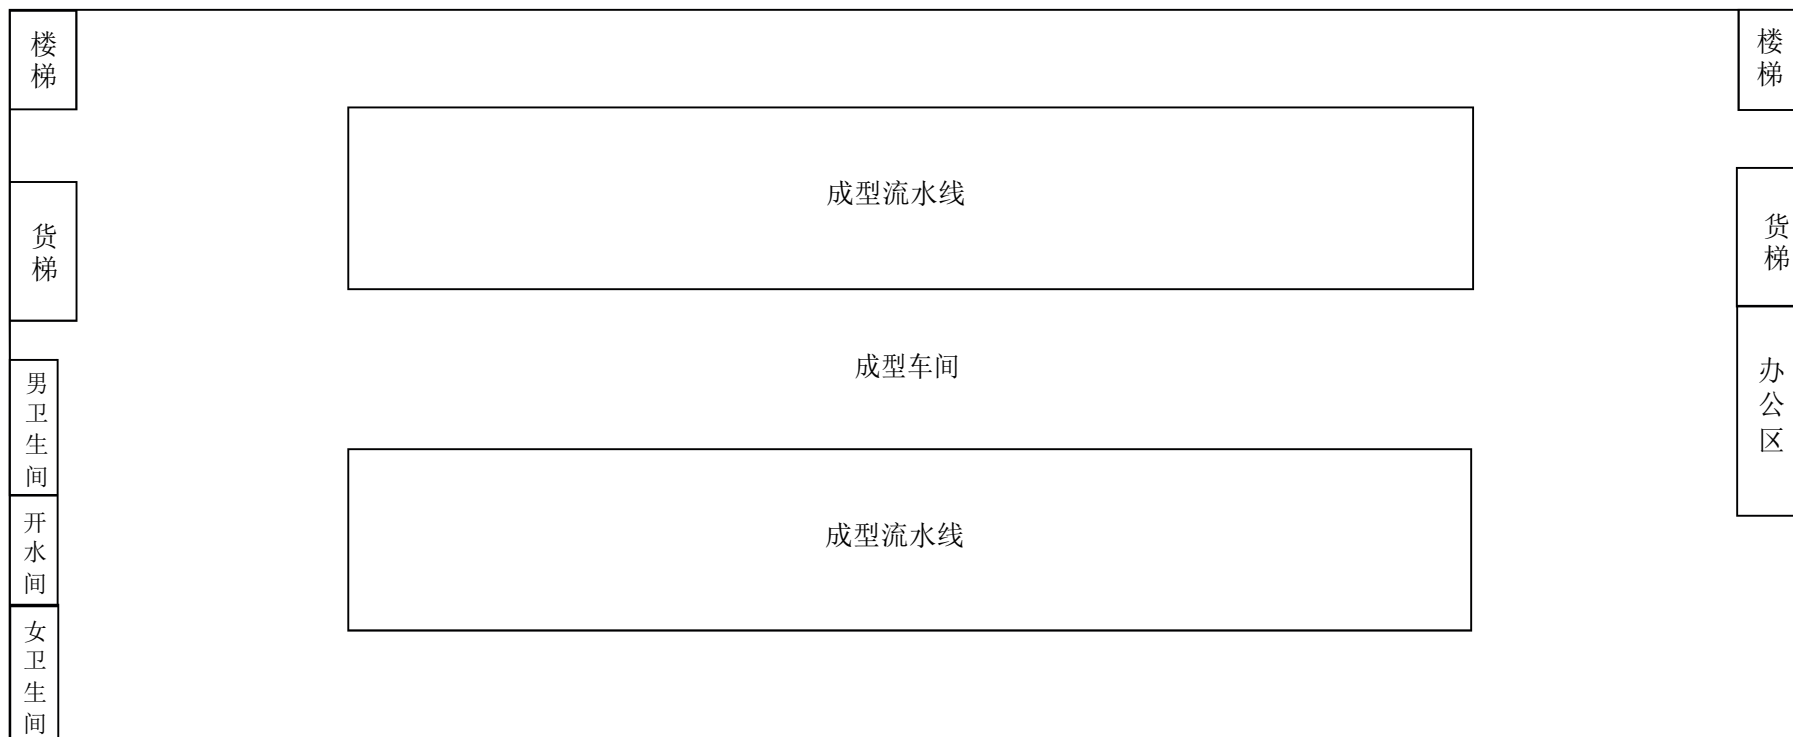 楼梯
楼梯
成型流水线
货梯
货梯
成型车间
男卫生间
办公区
开水间
成型流水线
女卫生间